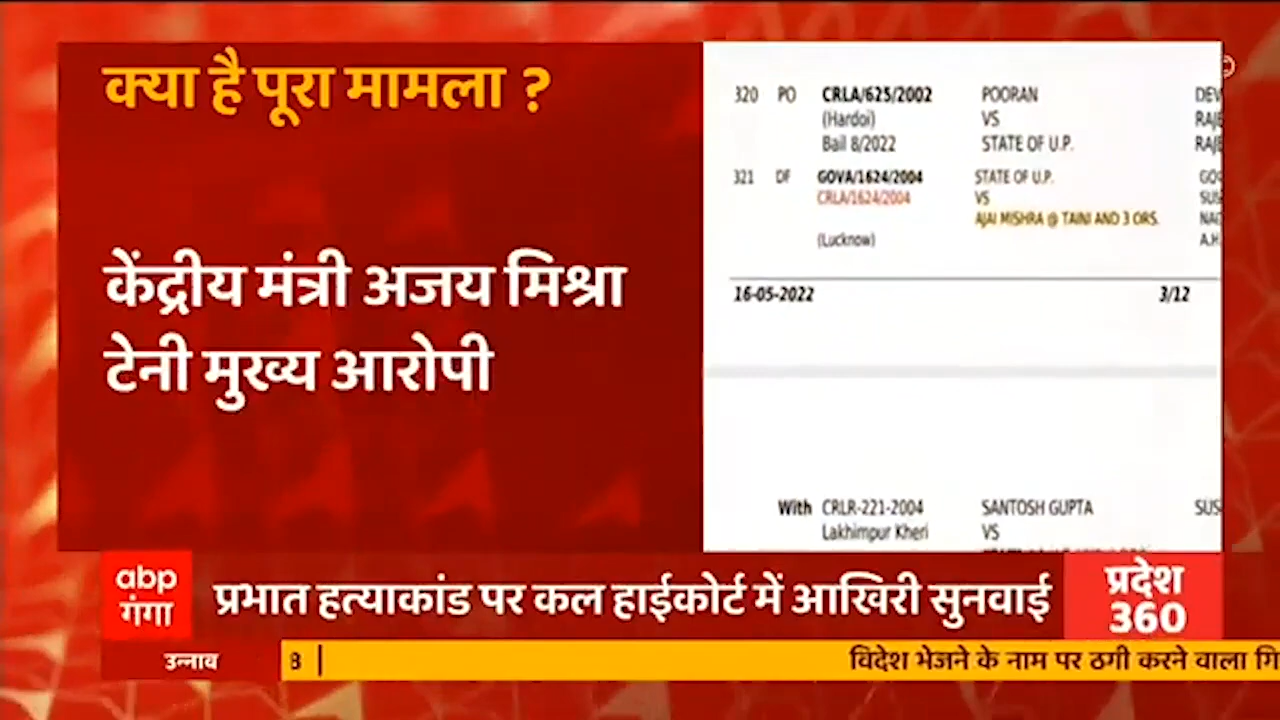 क्या है पूरा मामला ?
केंद्रीय मंत्री अजय मिश्रा
टेनी मुख्य आरोपी
320 PO CRLA/625/2002 POORAN
(Hardoi) VS
Bail 8/2022 STATE OF U.P.
321 DF GOVA/1624/2004 STATE OF U.P.
CRLA/1624/2004 VS
AJAI MISHRA @ TAINI AND 3 ORS.
(Lucknow) A.H.
16-05-2022 3/12
With CRLR-221-2004 SANTOSH GUPTA
Lakhimpur Kheri VS
abp
गंगा
प्रभात हत्याकांड पर कल हाईकोर्ट में आखिरी सुनवाई
प्रदेश
360
उन्नाव
विदेश भेजने के नाम पर ठगी करने वाला